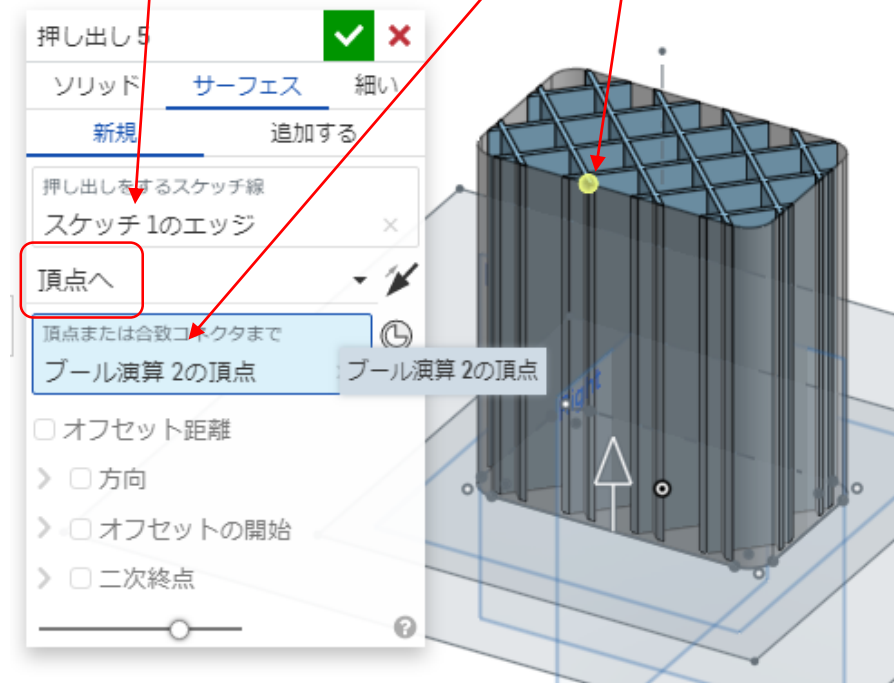 押し出し 5
ソリッド サーフェス 細い
新規 追加する
押し出しをするスケッチ線
スケッチ 1のエッジ
頂点へ
頂点または合致コネクタまで
ブール演算 2の頂点
ブール演算 2の頂点
オフセット距離
方向
オフセットの開始
二次終点
Right